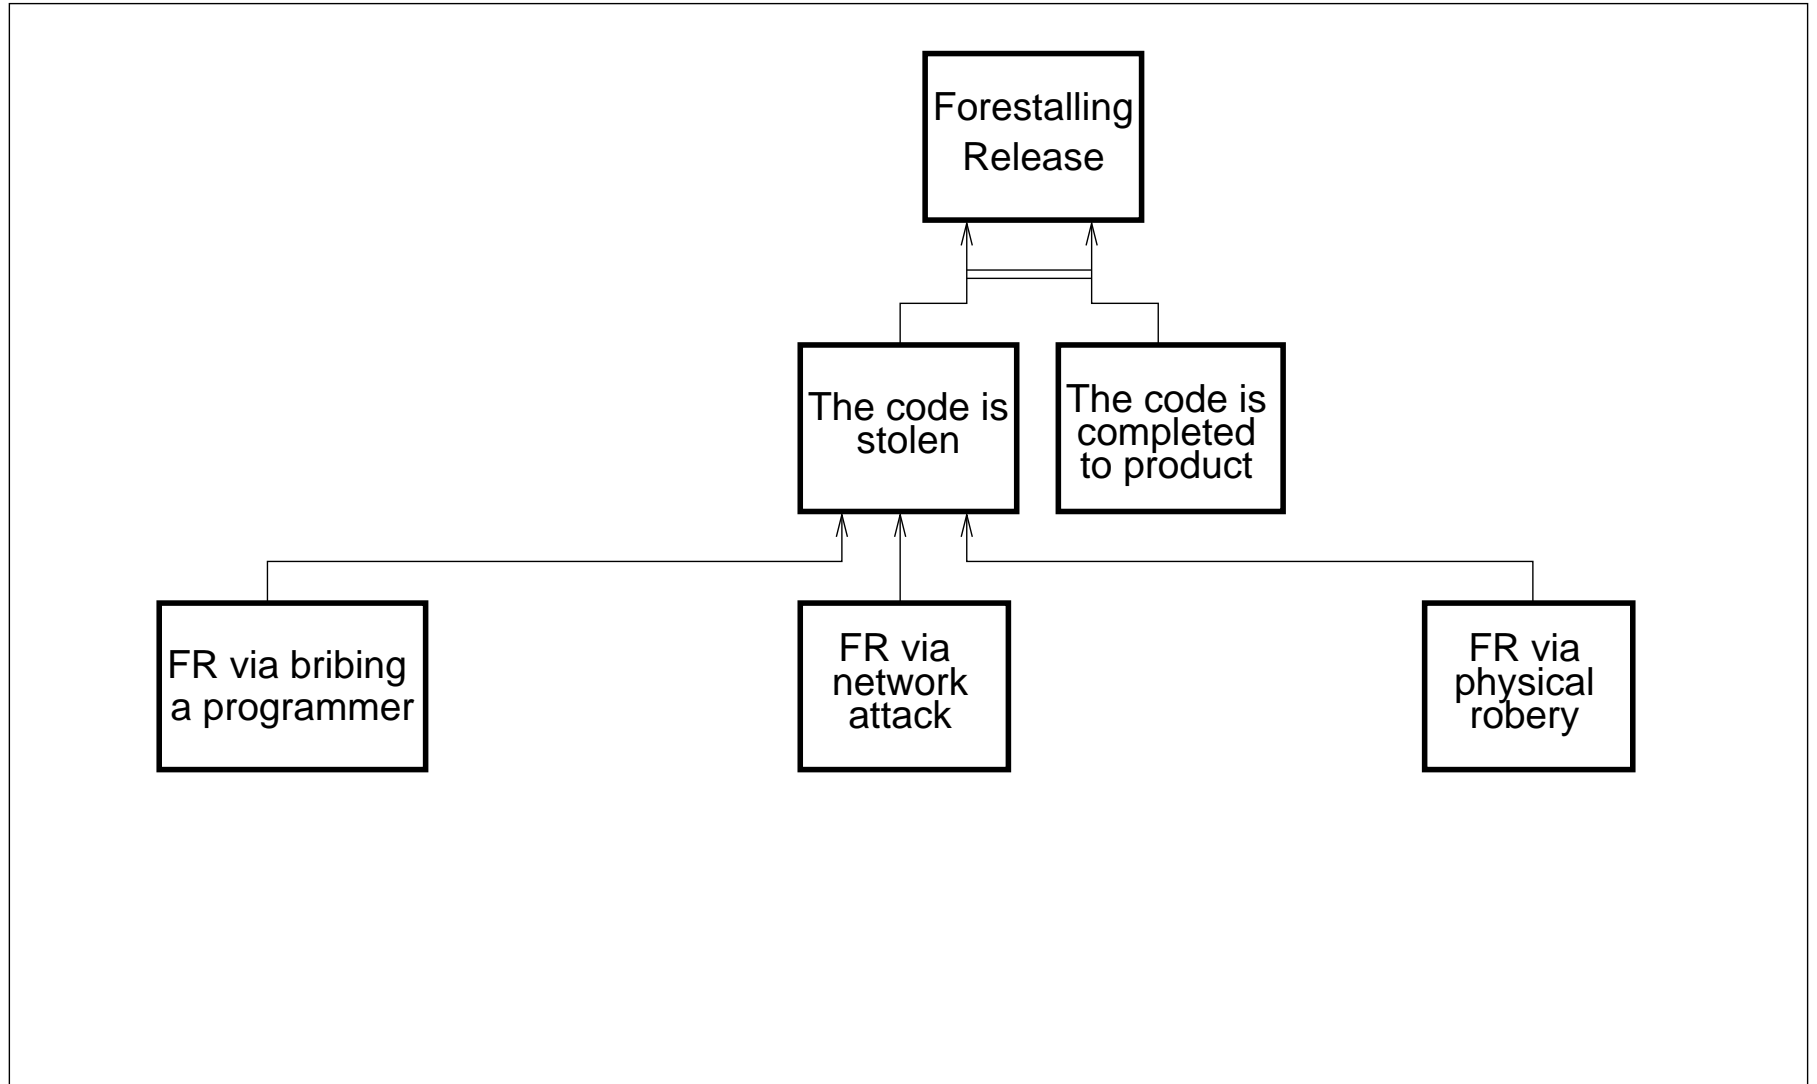 Forestalling
Release
The code is
stolen
The code is
completed
to product
FR via bribing
a programmer
FR via
network
attack
FR via
physical
robery